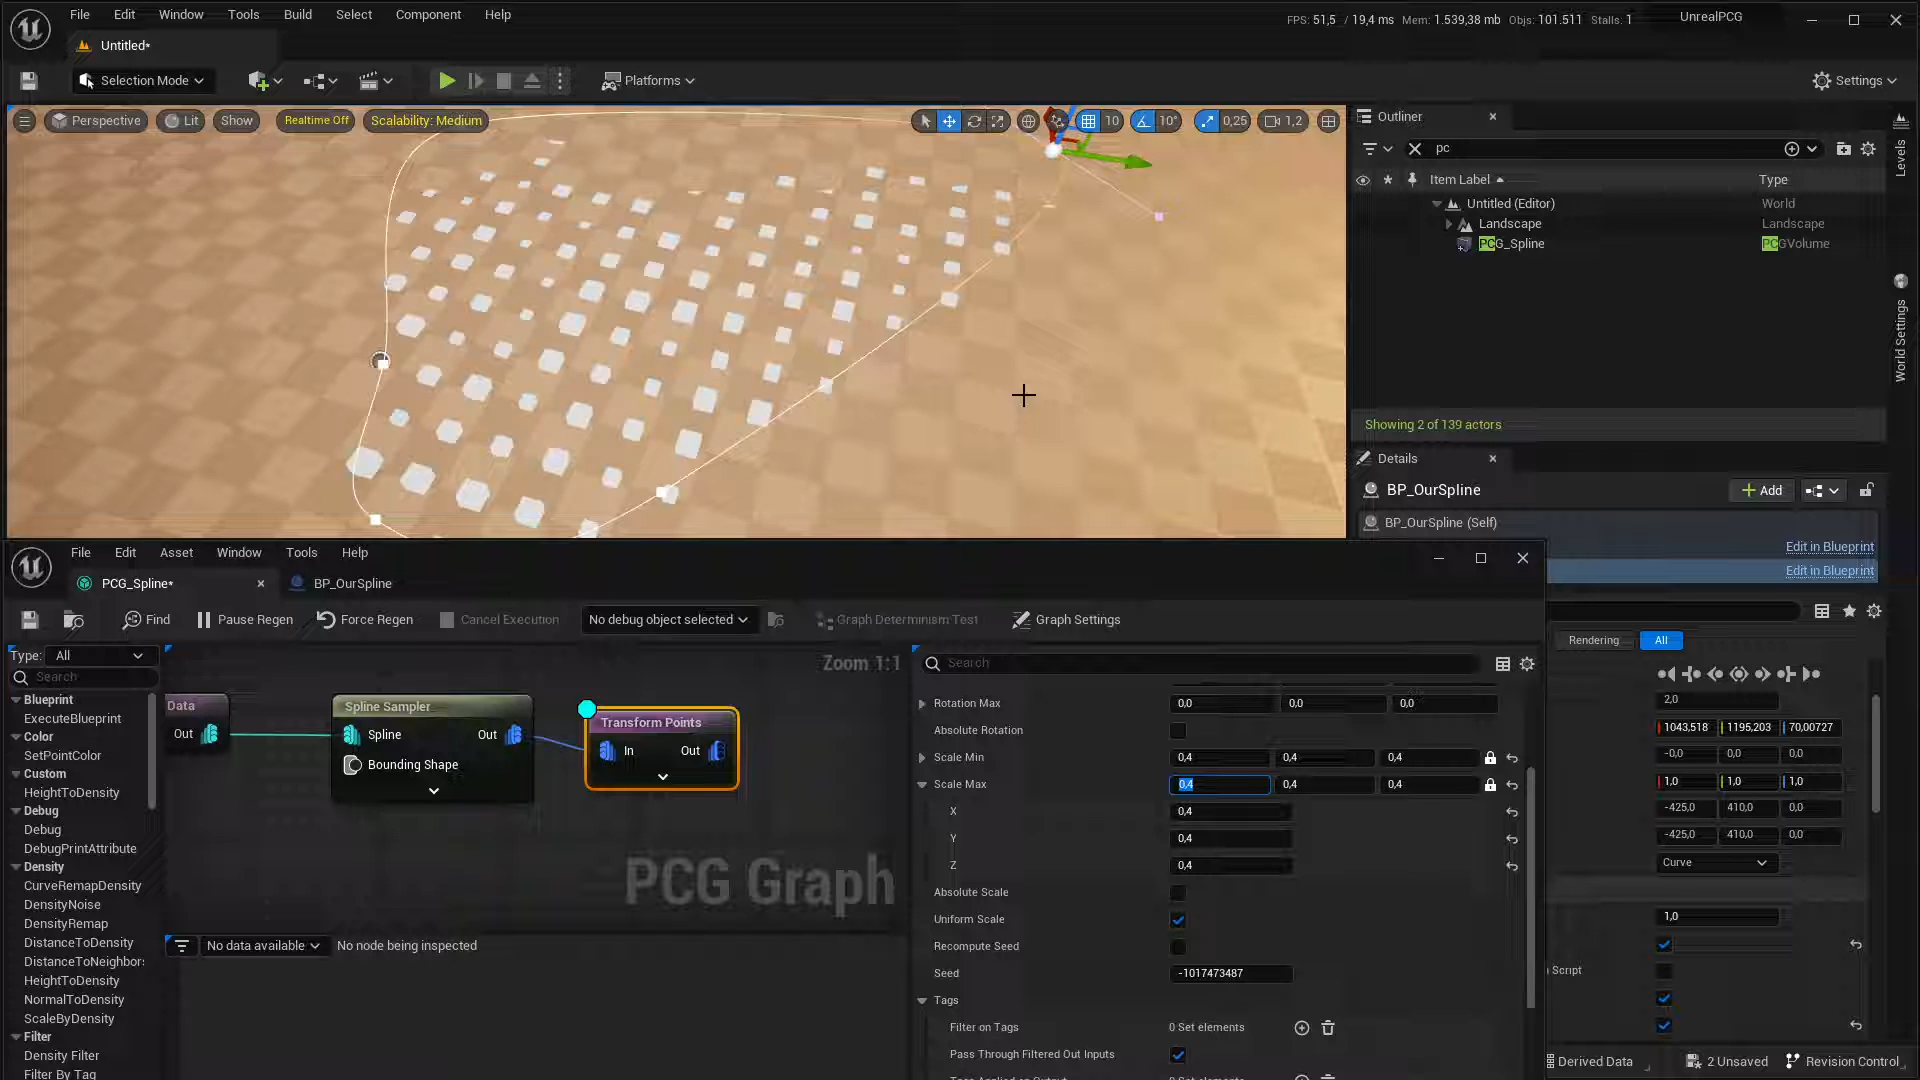 File Edit Window Tools Build Select Component Help
FPS: 51,5 / 19,4 ms Mem: 1.539,38 mb Objs: 101.511 Stalls: 1
UnrealPCG
Untitled*
Selection Mode
Platforms
Settings
Perspective Lit Show Realtime Off Scalability: Medium
10 10° 0,25 1,2
Outliner
pc
Item Label Type
Untitled (Editor) World
Landscape Landscape
PCG_Spline PCGVolume
Levels
World Settings
Showing 2 of 139 actors
Details
BP_OurSpline
Add
BP_OurSpline (Self)
Edit in Blueprint
Edit in Blueprint
File Edit Asset Window Tools Help
PCG_Spline*
BP_OurSpline
Find
Pause Regen
Force Regen
Cancel Execution
No debug object selected
Graph Determinism Test
Graph Settings
Rendering All
Type: All
Search
Blueprint
ExecuteBlueprint
Color
SetPointColor
Custom
HeightToDensity
Debug
Debug
DebugPrintAttribute
Density
CurveRemapDensity
DensityNoise
DensityRemap
DistanceToDensity
DistanceToNeighbor
HeightToDensity
NormalToDensity
ScaleByDensity
Filter
Density Filter
Filter By Tag
Zoom 1:1
Data
Out
Spline Sampler
Spline Out
Bounding Shape
Transform Points
In Out
PCG Graph
No data available
No node being inspected
Search
Rotation Max 0,0 0,0 0,0
Absolute Rotation
Scale Min 0,4 0,4 0,4
Scale Max 0,4 0,4 0,4
X 0,4
Y 0,4
Z 0,4
Absolute Scale
Uniform Scale
Recompute Seed
Seed -1017473487
Tags
Filter on Tags 0 Set elements
Pass Through Filtered Out Inputs
2,0
1043,518 1195,203 70,00727
-0,0 0,0 0,0
1,0 1,0 1,0
-425,0 410,0 0,0
-425,0 410,0 0,0
Curve
1,0
Script
Derived Data
2 Unsaved
Revision Control